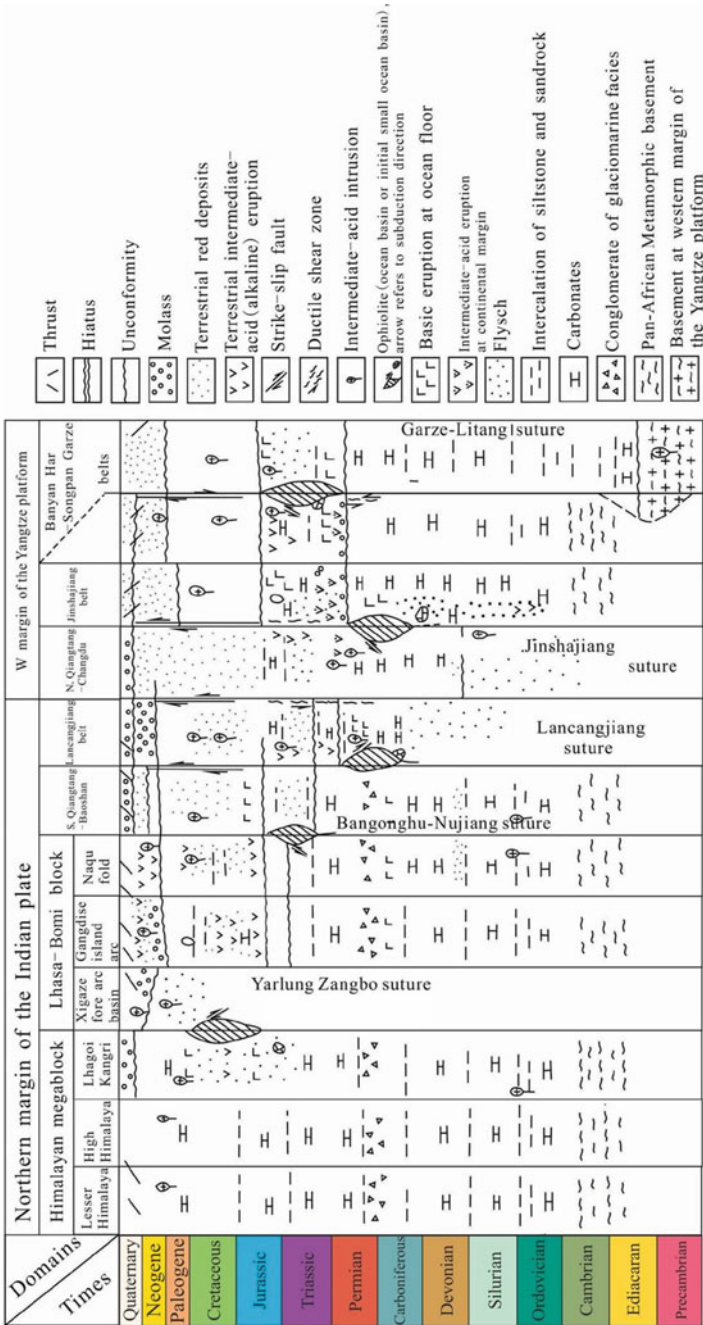 Domains
Times
Northern margin of the Indian plate
W margin of the Yangtze platform
Himalayan megablock
Lhasa-Bomi block
S. Qiangtang
-Baoshan
Lancangjiang
belt
N. Qiangtang
-Changdu
Jinshajiang
belt
Banyan Har
-Songpan Garze
belts
Lesser
Himalaya
High
Himalaya
Lhagoi
Kangri
Xigaze
fore arc
basin
Gangdise
island
arc
Naqu
fold
Quaternary
Neogene
Paleogene
Cretaceous
Jurassic
Triassic
Permian
Carboniferous
Devonian
Silurian
Ordovician
Cambrian
Ediacaran
Precambrian
Yarlung Zangbo suture
Bangonghu-Nujiang suture
Lancangjiang
suture
Jinshajiang
suture
Garze-Litang suture
Thrust
Hiatus
Unconformity
Molass
Terrestrial red deposits
Terrestrial intermediate-
acid(alkaline) eruption
Strike-slip fault
Ductile shear zone
Intermediate-acid intrusion
Ophiolite(ocean basin or initial small ocean basin),
arrow refers to subduction direction
Basic eruption at ocean floor
Intermediate-acid eruption
at continental margin
Flysch
Intercalation of siltstone and sandrock
Carbonates
Conglomerate of glaciomarine facies
Pan-African Metamorphic basement
Basement at western margin of
the Yangtze platform